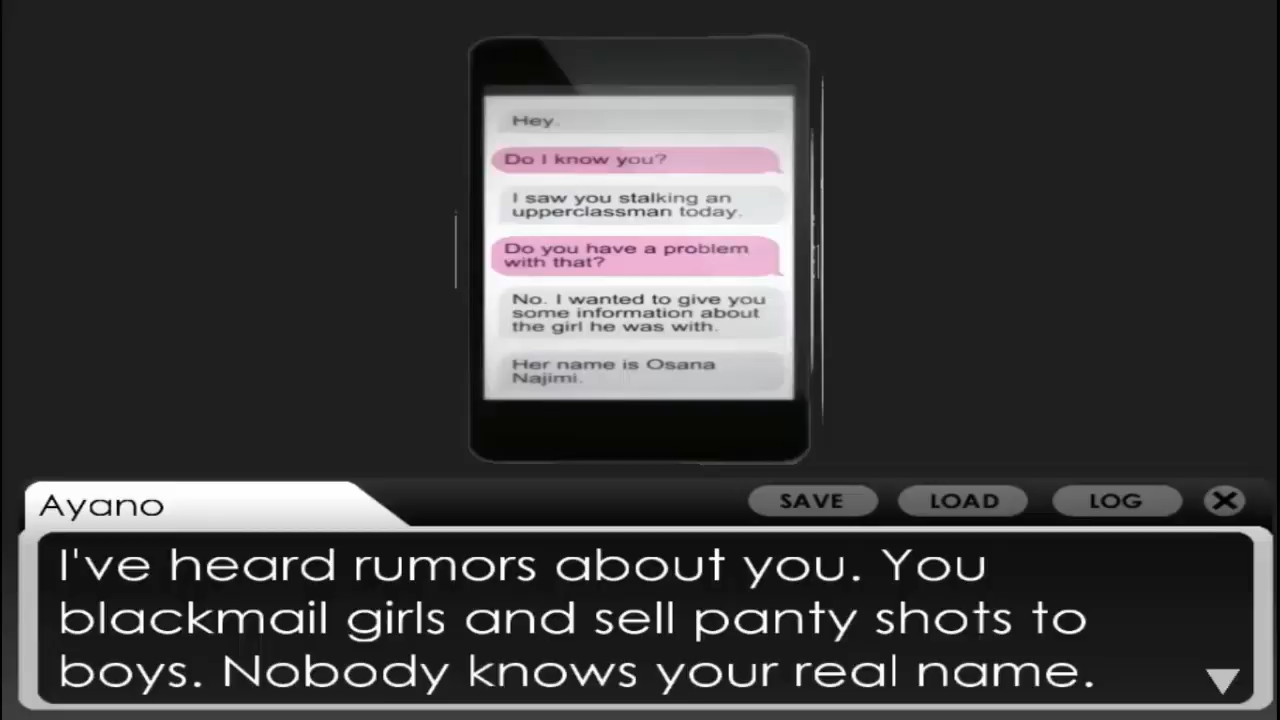 Hey.
Do I know you?
I saw you stalking an
upperclassman today.
Do you have a problem
with that?
No. I wanted to give you
some information about
the girl he was with.
Her name is Osana
Najimi.
Ayano
SAVE
LOAD
LOG
I've heard rumors about you. You
blackmail girls and sell panty shots to
boys. Nobody knows your real name.